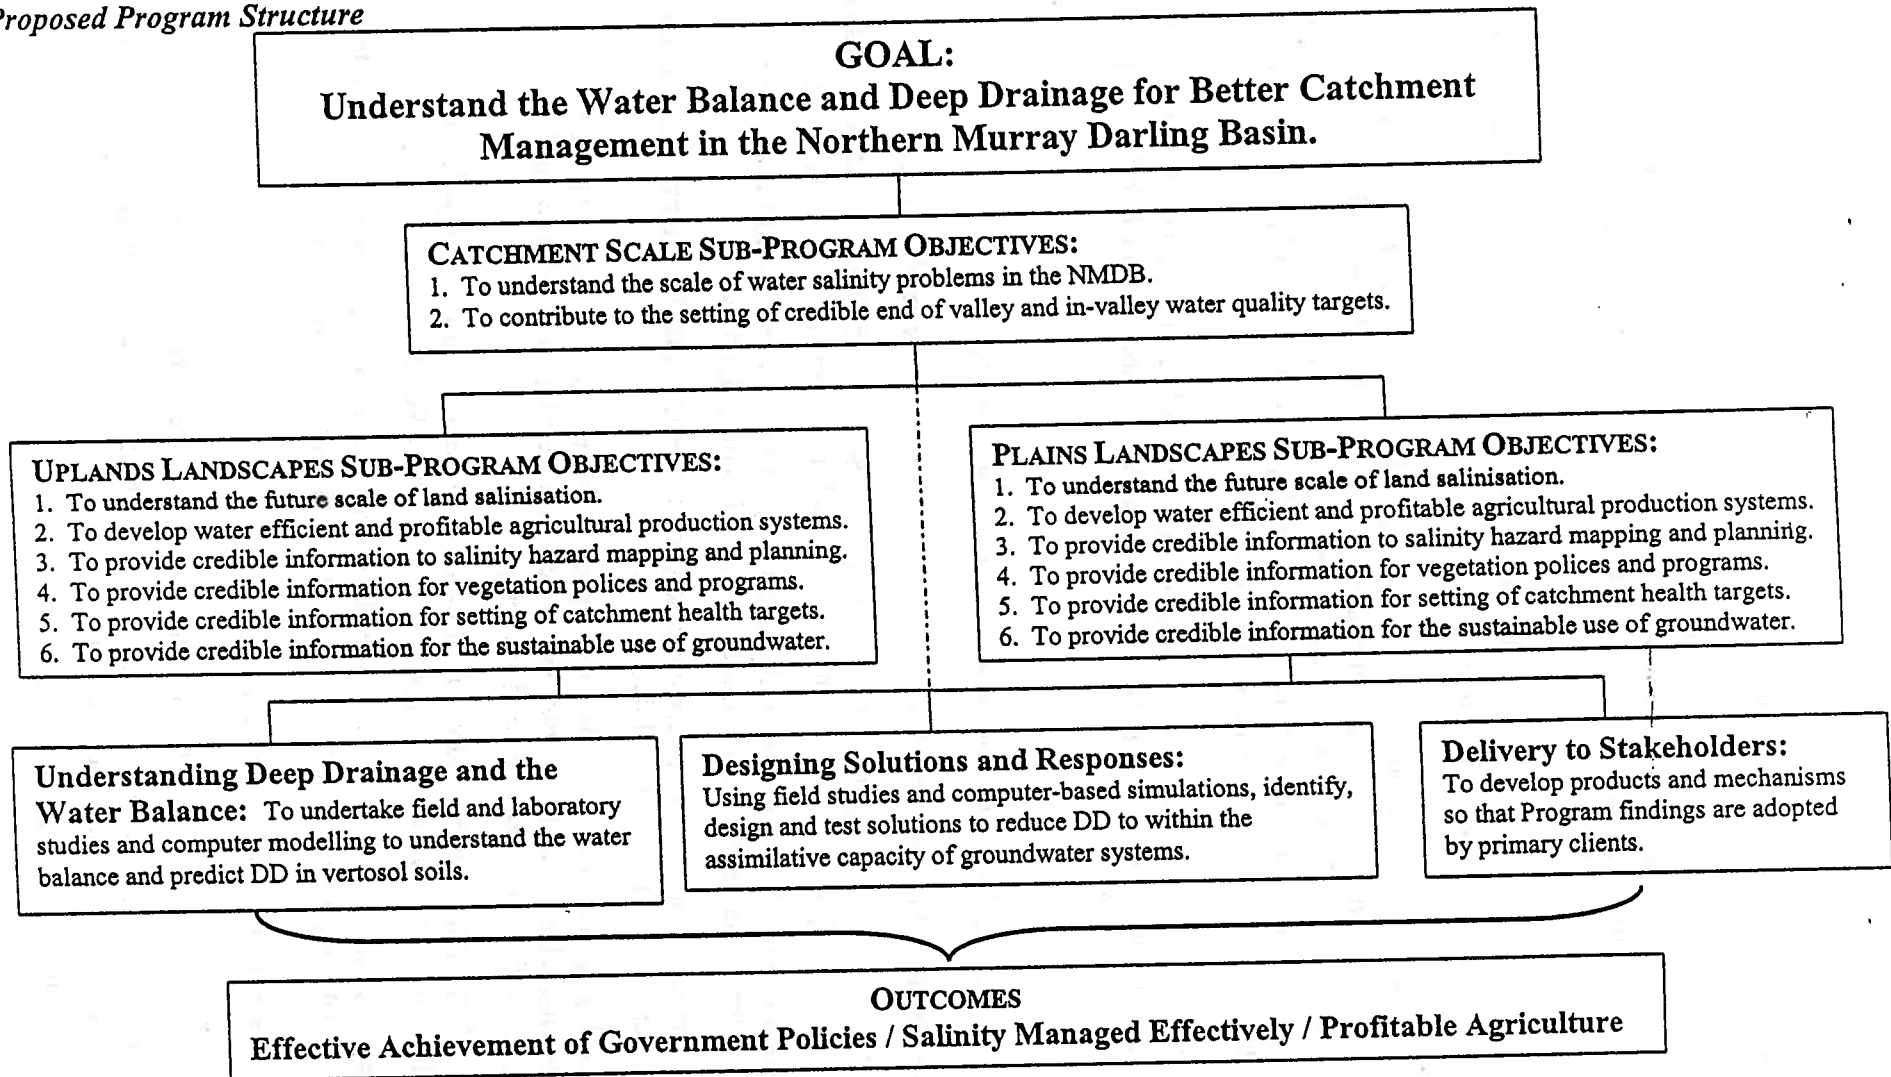 Proposed Program Structure
GOAL:
Understand the Water Balance and Deep Drainage for Better Catchment
Management in the Northern Murray Darling Basin.
CATCHMENT SCALE SUB-PROGRAM OBJECTIVES:
1. To understand the scale of water salinity problems in the NMDB.
2. To contribute to the setting of credible end of valley and in-valley water quality targets.
UPLANDS LANDSCAPES SUB-PROGRAM OBJECTIVES:
1. To understand the future scale of land salinisation.
2. To develop water efficient and profitable agricultural production systems.
3. To provide credible information to salinity hazard mapping and planning.
4. To provide credible information for vegetation polices and programs.
5. To provide credible information for setting of catchment health targets.
6. To provide credible information for the sustainable use of groundwater.
PLAINS LANDSCAPES SUB-PROGRAM OBJECTIVES:
1. To understand the future scale of land salinisation.
2. To develop water efficient and profitable agricultural production systems.
3. To provide credible information to salinity hazard mapping and planning.
4. To provide credible information for vegetation polices and programs.
5. To provide credible information for setting of catchment health targets.
6. To provide credible information for the sustainable use of groundwater.
Understanding Deep Drainage and the
Water Balance: To undertake field and laboratory
studies and computer modelling to understand the water
balance and predict DD in vertosol soils.
Designing Solutions and Responses:
Using field studies and computer-based simulations, identify,
design and test solutions to reduce DD to within the
assimilative capacity of groundwater systems.
Delivery to Stakeholders:
To develop products and mechanisms
so that Program findings are adopted
by primary clients.
OUTCOMES
Effective Achievement of Government Policies / Salinity Managed Effectively / Profitable Agriculture